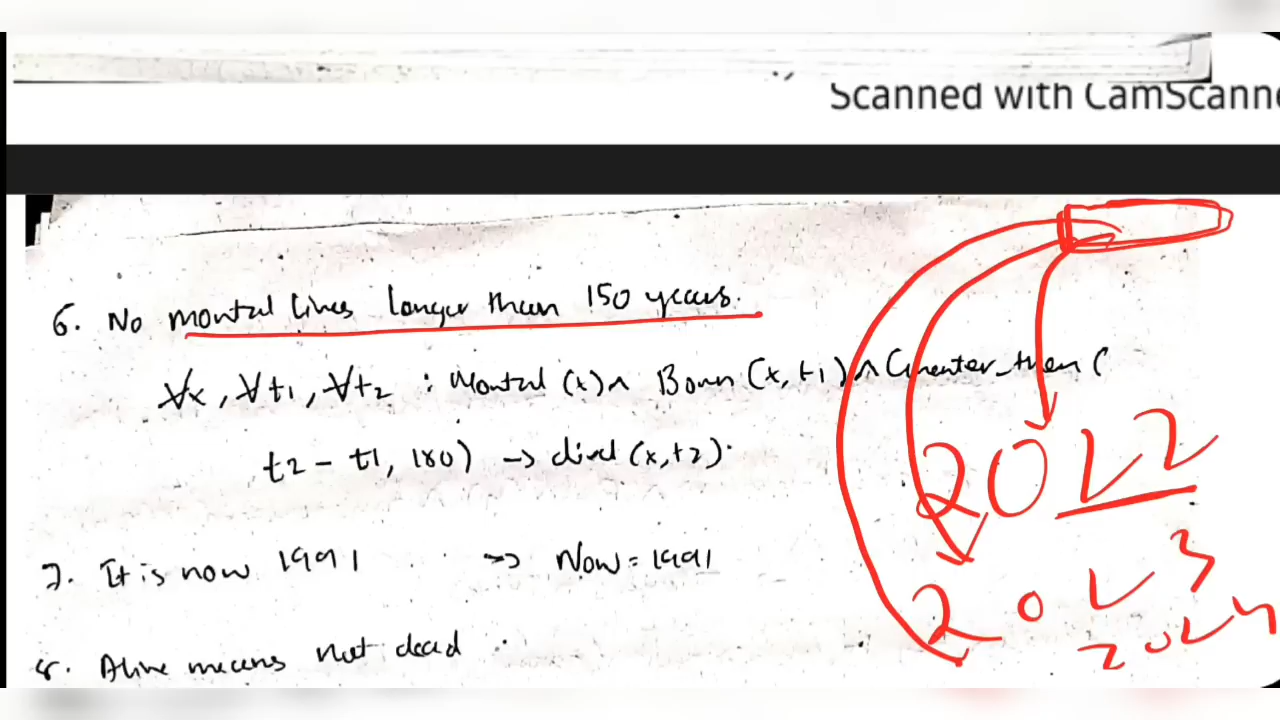 Scanned with CamScanne
6. No mortal lives longer than 150 years.
∀x, ∀t1, ∀t2 : Mortal (x) ∧ Born (x, t1) ∧ Greater_then (
t2 - t1, 150) → died (x, t2).
7. It is now 1991 → Now = 1991
8. Alive means not dead :
2022
2023
2024